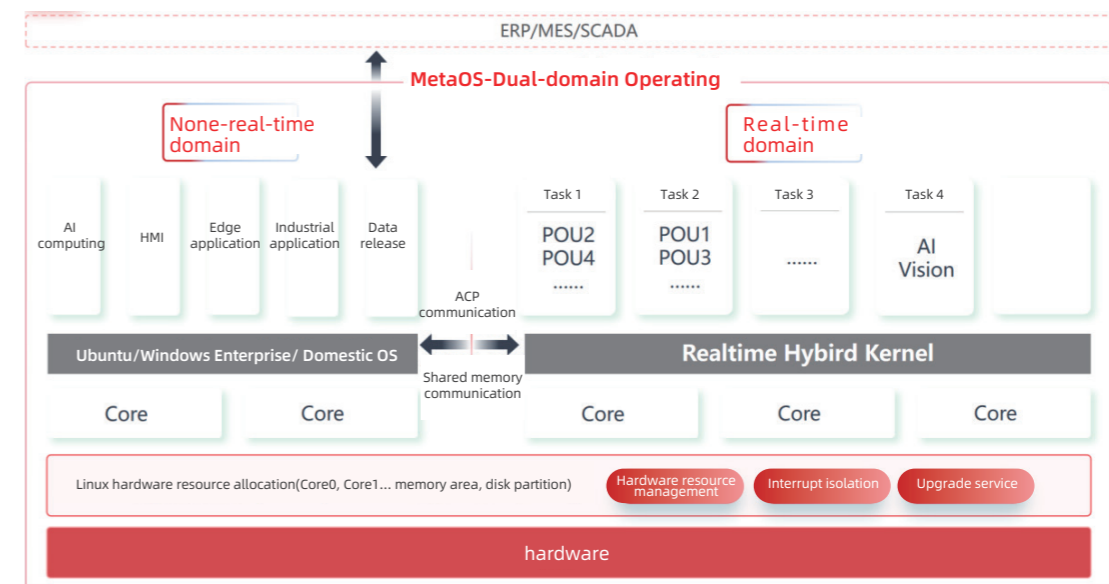 ERP/MES/SCADA
MetaOS-Dual-domain Operating
None-real-time
domain
Real-time
domain
AI
computing
HMI
Edge
application
Industrial
application
Data
release
ACP
communication
Task 1
POU2
POU4
......
Task 2
POU1
POU3
......
Task 3
......
Task 4
AI
Vision
Ubuntu/Windows Enterprise/ Domestic OS
Realtime Hybird Kernel
Shared memory
communication
Core
Core
Core
Core
Core
Linux hardware resource allocation(Core0, Core1... memory area, disk partition)
Hardware resource
management
Interrupt isolation
Upgrade service
hardware